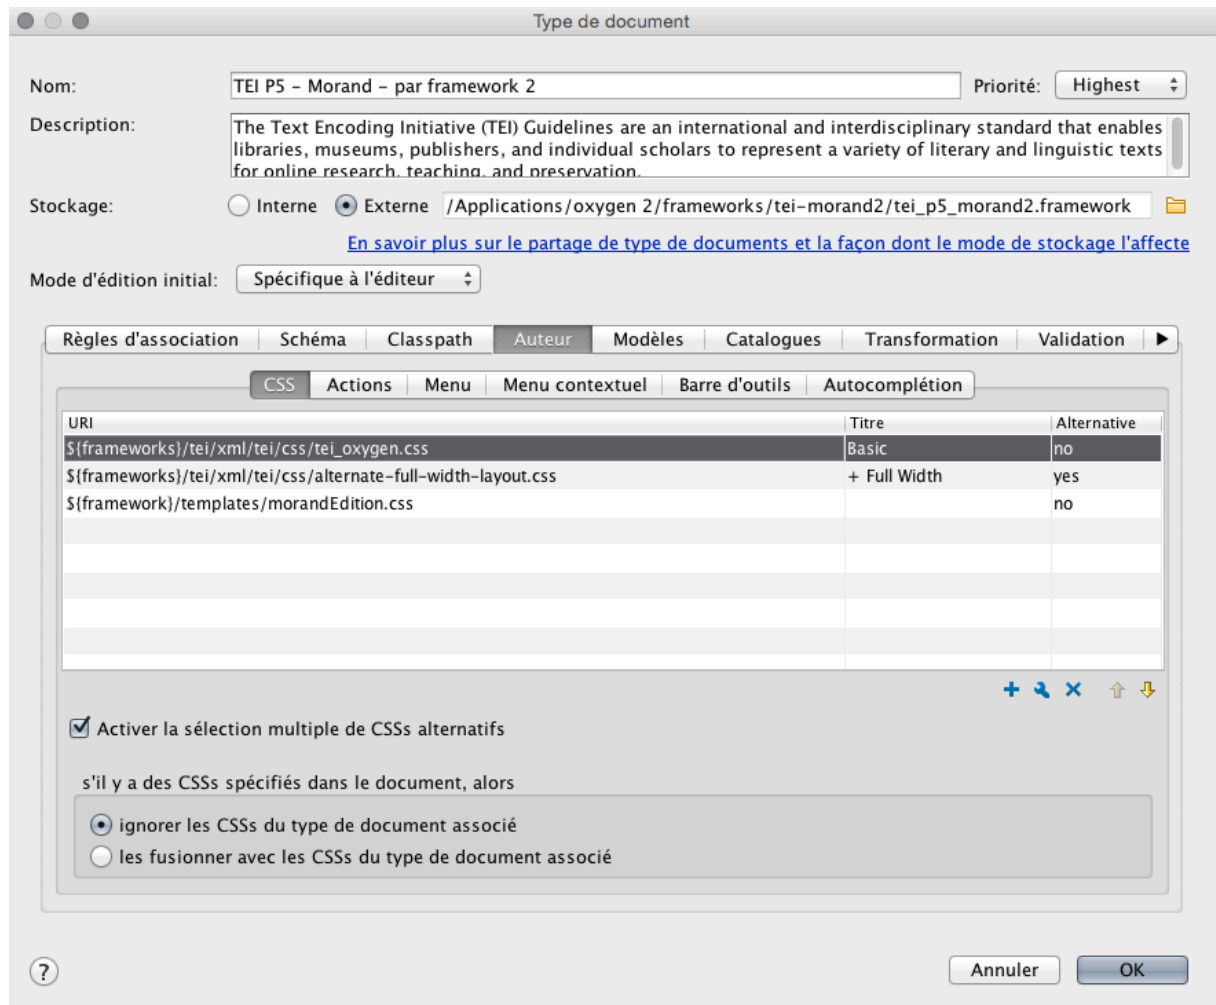 Type de document
Nom: TEI P5 – Morand – par framework 2 Priorité: Highest
Description: The Text Encoding Initiative (TEI) Guidelines are an international and interdisciplinary standard that enables
libraries, museums, publishers, and individual scholars to represent a variety of literary and linguistic texts
for online research, teaching, and preservation.
Stockage: Interne Externe /Applications/oxygen 2/frameworks/tei-morand2/tei_p5_morand2.framework
En savoir plus sur le partage de type de documents et la façon dont le mode de stockage l'affecte
Mode d'édition initial: Spécifique à l'éditeur
Règles d'association Schéma Classpath Auteur Modèles Catalogues Transformation Validation
CSS Actions Menu Menu contextuel Barre d'outils Autocomplétion
URI Titre Alternative
${frameworks}/tei/xml/tei/css/tei_oxygen.css Basic no
${frameworks}/tei/xml/tei/css/alternate-full-width-layout.css + Full Width yes
${framework}/templates/morandEdition.css no
Activer la sélection multiple de CSSs alternatifs
s'il y a des CSSs spécifiés dans le document, alors
ignorer les CSSs du type de document associé
les fusionner avec les CSSs du type de document associé
? Annuler OK